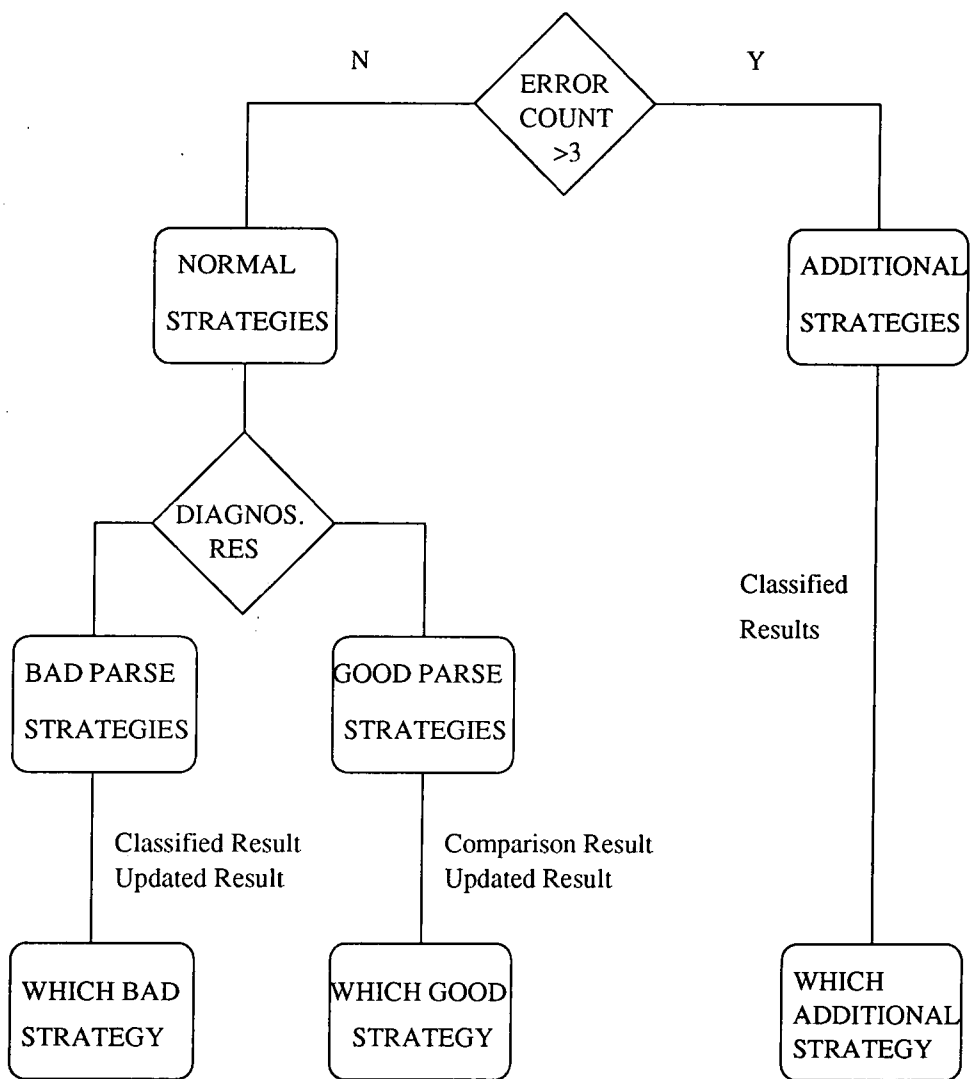 N
Y
ERROR
COUNT
>3
NORMAL
STRATEGIES
ADDITIONAL
STRATEGIES
DIAGNOS.
RES
Classified
Results
BAD PARSE
STRATEGIES
GOOD PARSE
STRATEGIES
Classified Result
Updated Result
Comparison Result
Updated Result
WHICH BAD
STRATEGY
WHICH GOOD
STRATEGY
WHICH
ADDITIONAL
STRATEGY